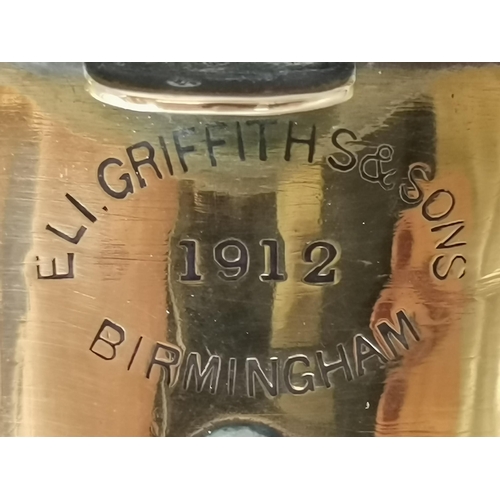 ELI. GRIFFITHS & SONS
1912
BIRMINGHAM